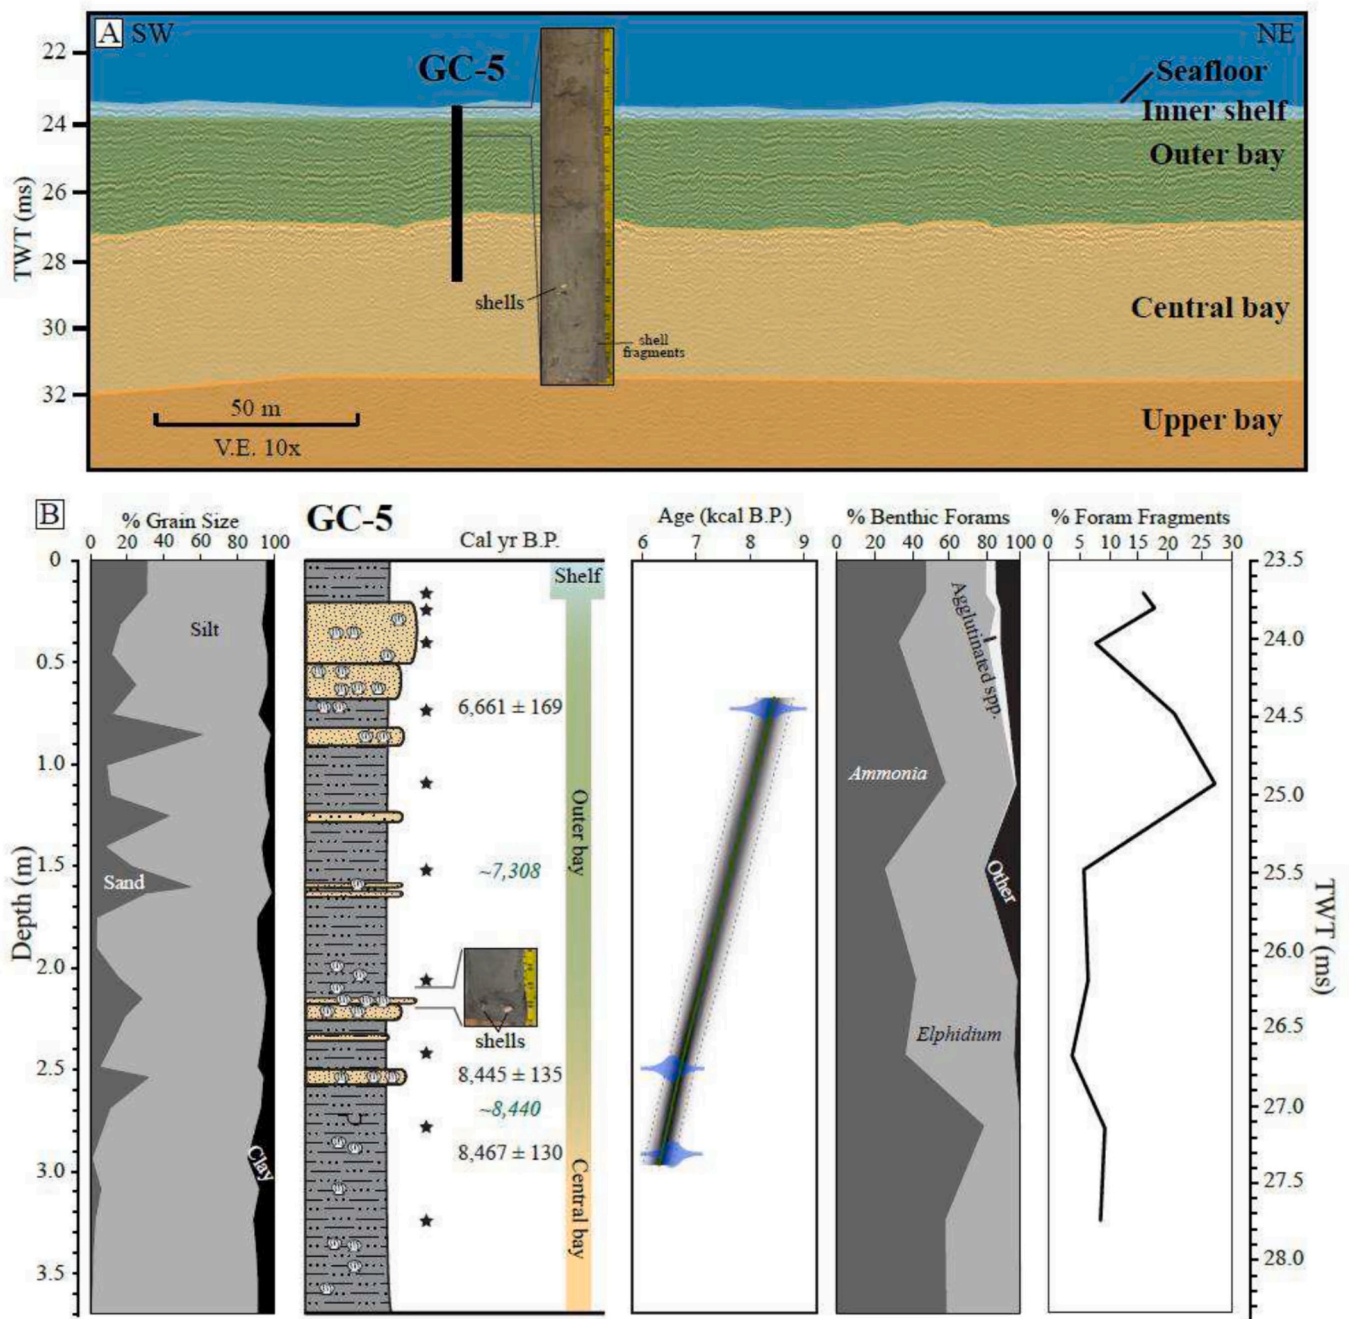 A SW
NE
GC-5
Seafloor
Inner shelf
Outer bay
Central bay
Upper bay
shells
shell
fragments
50 m
V.E. 10x
TWT (ms)
22
24
26
28
30
32
B
% Grain Size
0 20 40 60 80 100
GC-5
Cal yr B.P.
Age (kcal B.P.)
6 7 8 9
% Benthic Forams
0 20 40 60 80 100
% Foram Fragments
0 5 10 15 20 25 30
Depth (m)
0
0.5
1.0
1.5
2.0
2.5
3.0
3.5
Silt
Sand
Clay
Shelf
Outer bay
Central bay
6,661 ± 169
~7,308
shells
8,445 ± 135
~8,440
8,467 ± 130
Agglutinated spp.
Ammonia
Other
Elphidium
23.5
24.0
24.5
25.0
25.5
26.0
26.5
27.0
27.5
28.0
TWT (ms)